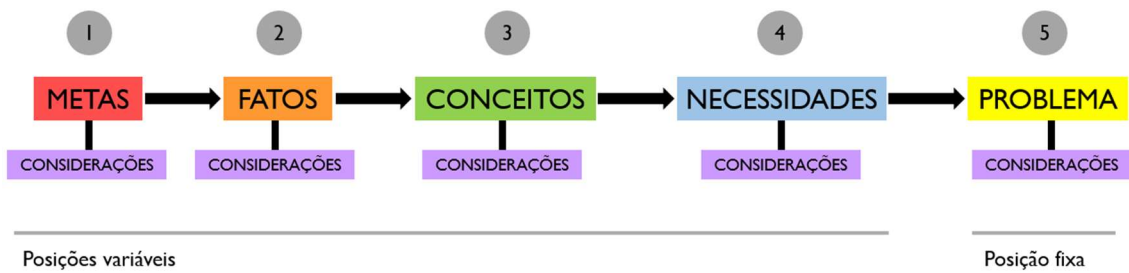 1 2 3 4 5
METAS FATOS CONCEITOS NECESSIDADES PROBLEMA
CONSIDERAÇÕES CONSIDERAÇÕES CONSIDERAÇÕES CONSIDERAÇÕES CONSIDERAÇÕES
Posições variáveis Posição fixa